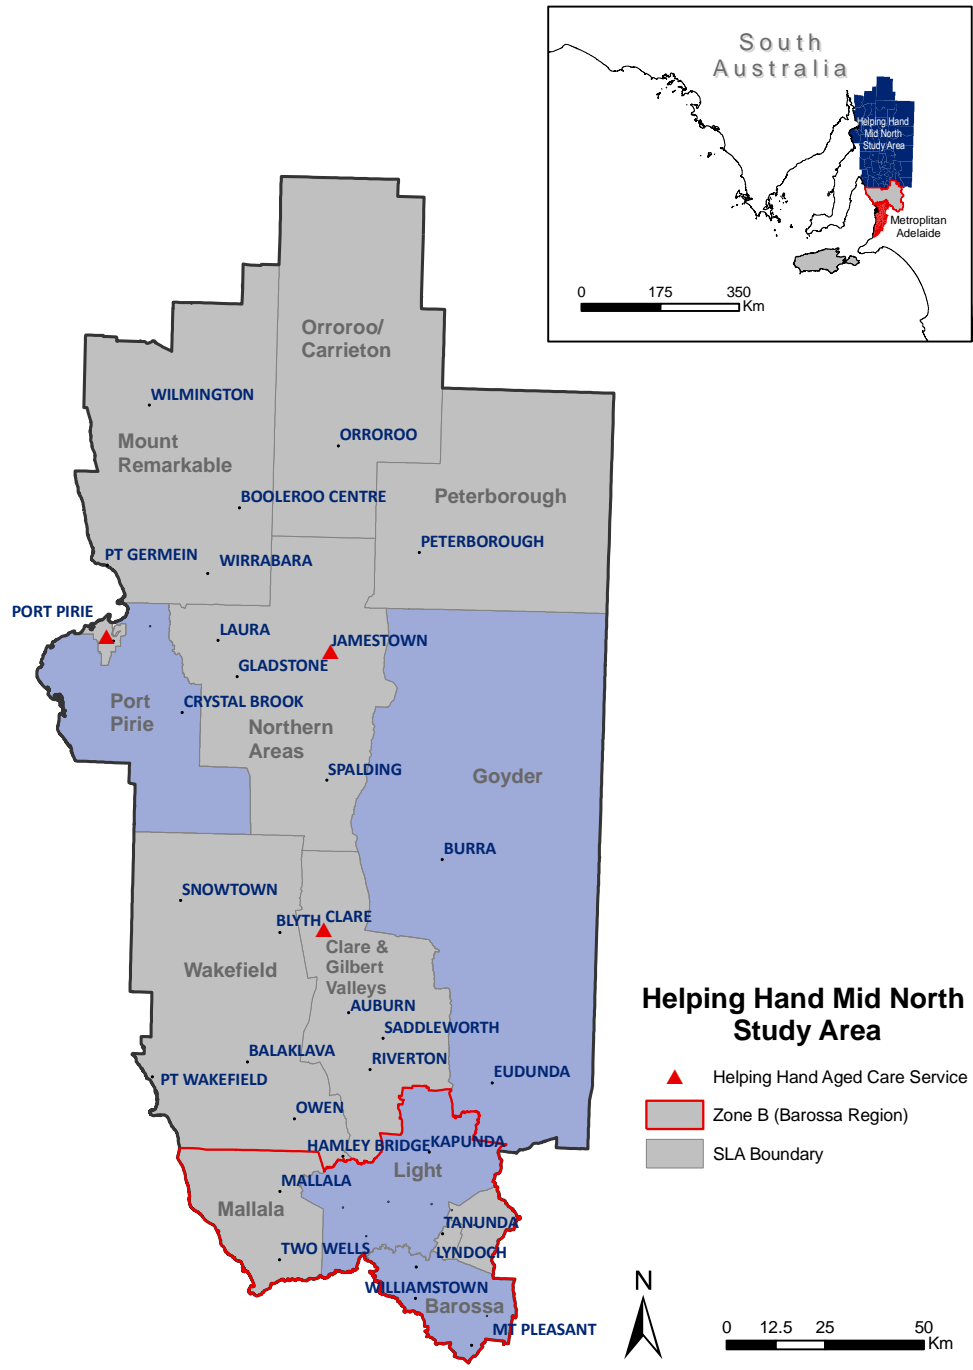 South
Australia
Helping Hand
Mid North
Study Area
Metroplitan
Adelaide
0 175 350
Km
Orroroo/
Carrieton
WILMINGTON
ORROROO
Mount
Remarkable
BOOLEROO CENTRE
Peterborough
PETERBOROUGH
PT GERMEIN
WIRRABARA
PORT PIRIE
LAURA
JAMESTOWN
GLADSTONE
Port
Pirie
CRYSTAL BROOK
Northern
Areas
SPALDING
Goyder
BURRA
SNOWTOWN
BLYTH
CLARE
Clare &
Gilbert
Valleys
Wakefield
AUBURN
SADDLEWORTH
BALAKLAVA
RIVERTON
PT WAKEFIELD
EUDUNDA
OWEN
HAMLEY BRIDGE
KAPUNDA
Light
MALLALA
Mallala
TANUNDA
TWO WELLS
LYNDOCH
WILLIAMSTOWN
Barossa
MT PLEASANT
Helping Hand Mid North
Study Area
Helping Hand Aged Care Service
Zone B (Barossa Region)
SLA Boundary
N
0 12.5 25 50
Km